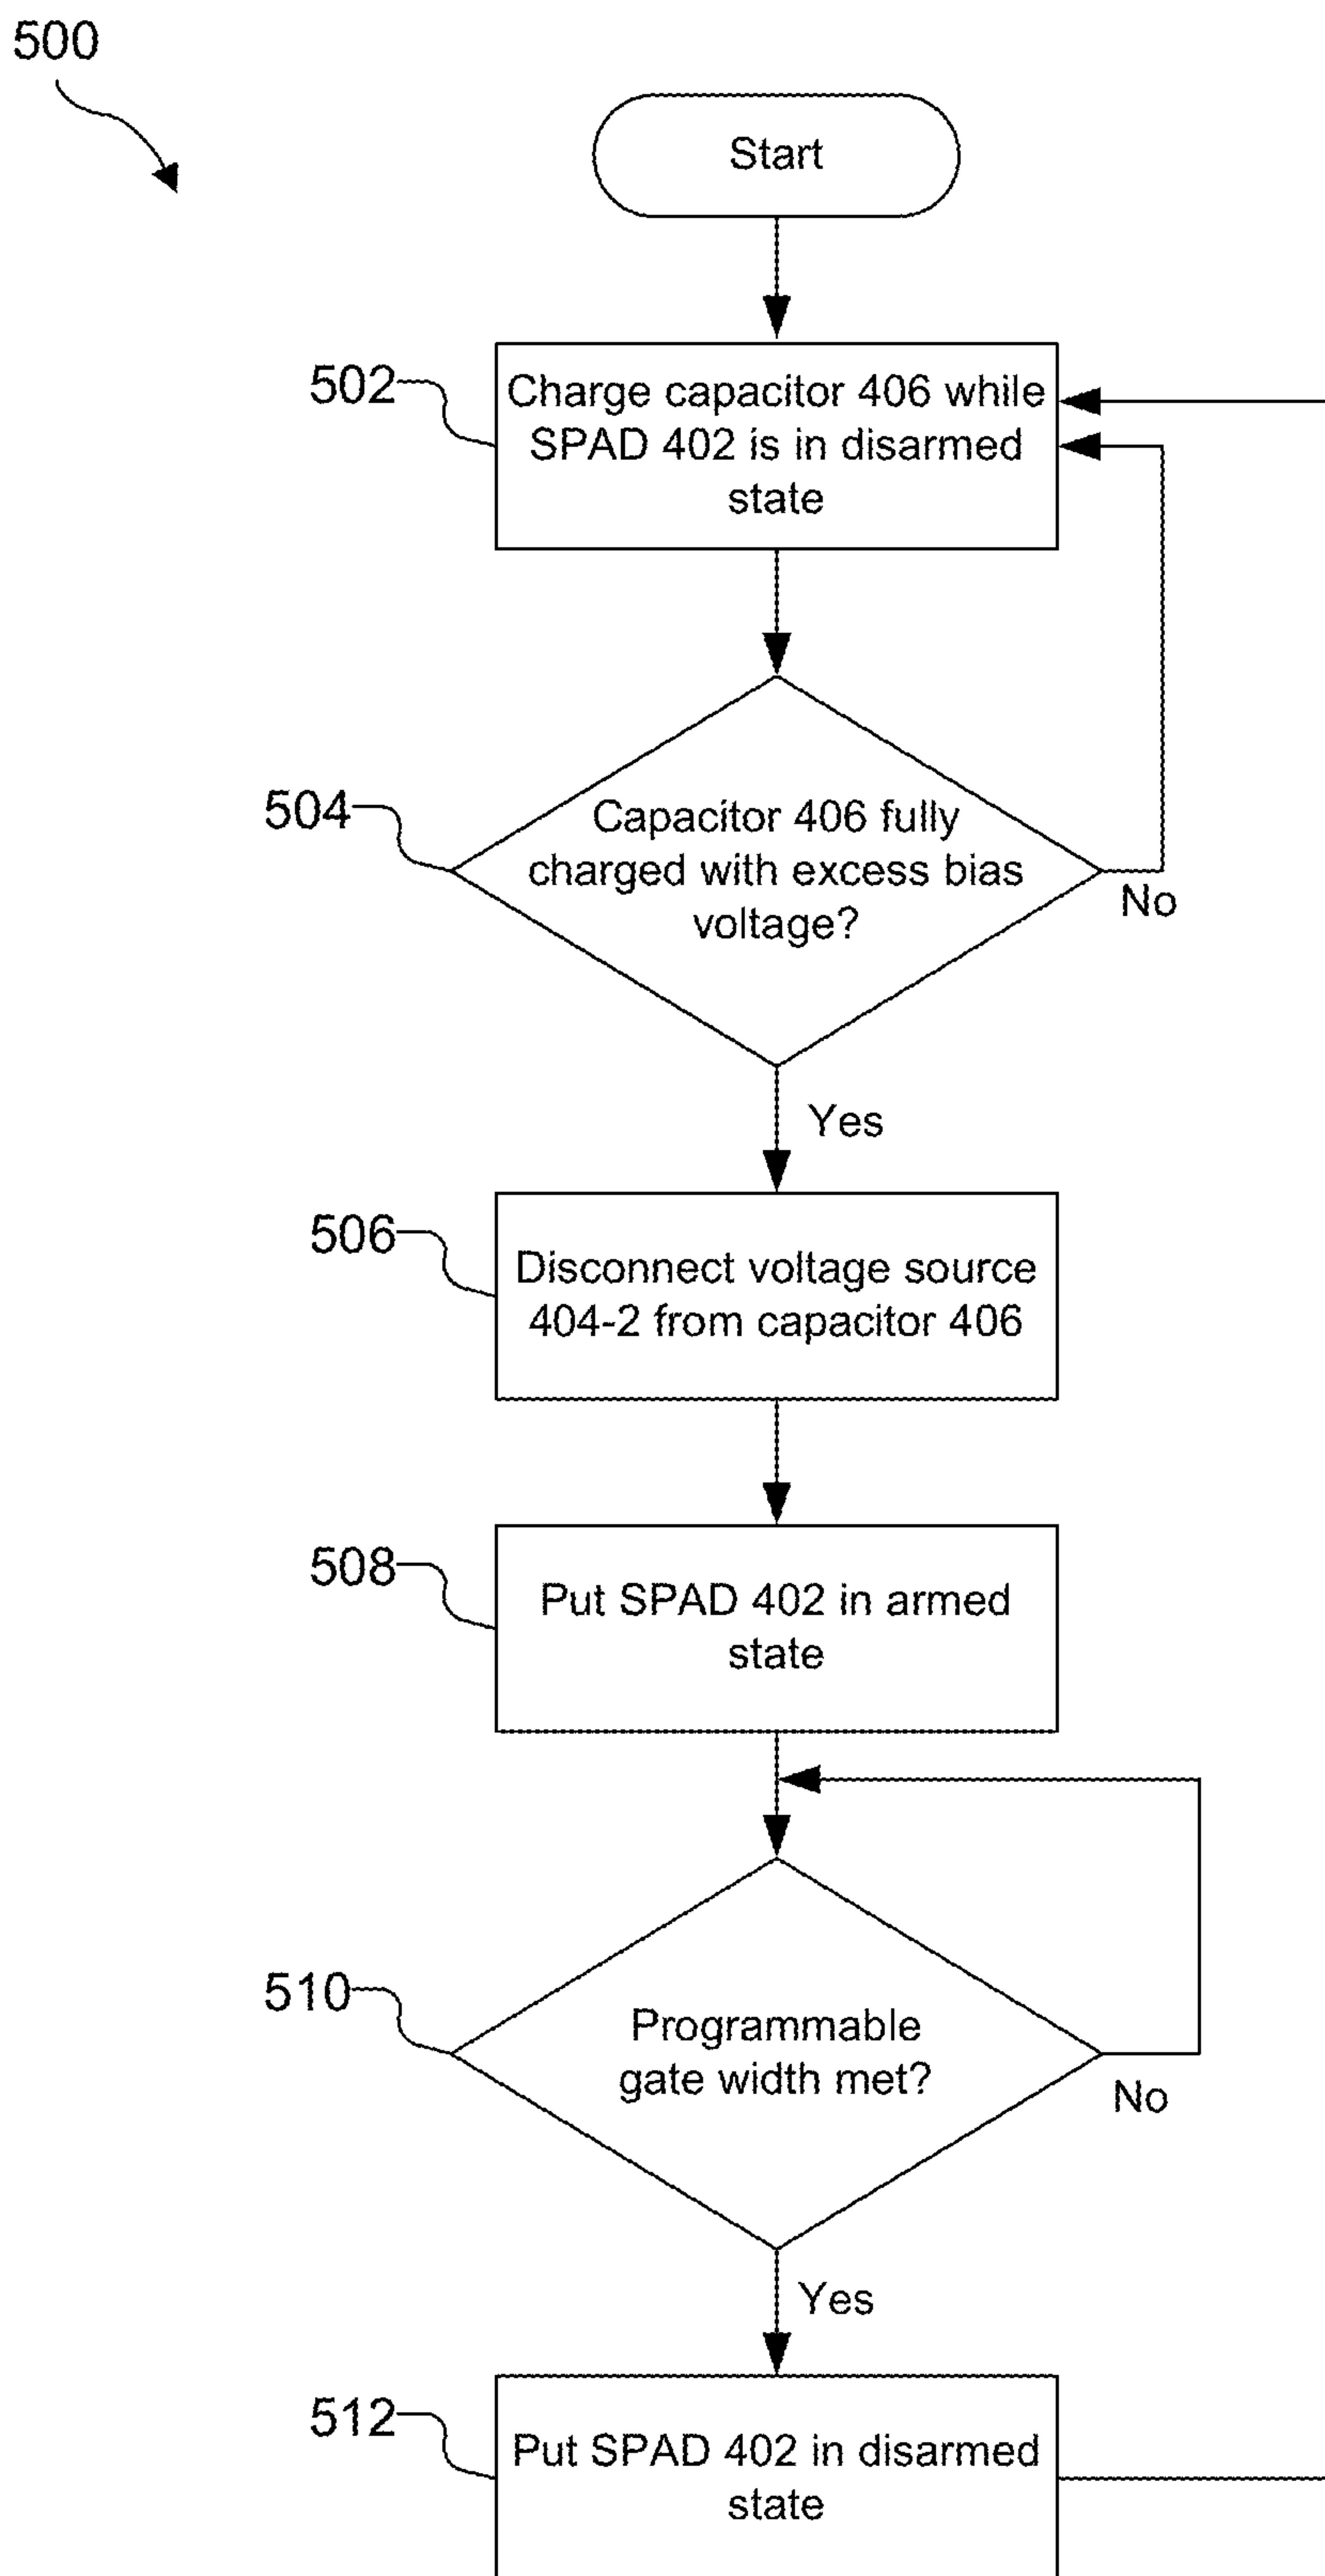 500
Start
502
Charge capacitor 406 while
SPAD 402 is in disarmed
state
504
Capacitor 406 fully
charged with excess bias
voltage?
No
Yes
506
Disconnect voltage source
404-2 from capacitor 406
508
Put SPAD 402 in armed
state
510
Programmable
gate width met?
No
Yes
512
Put SPAD 402 in disarmed
state